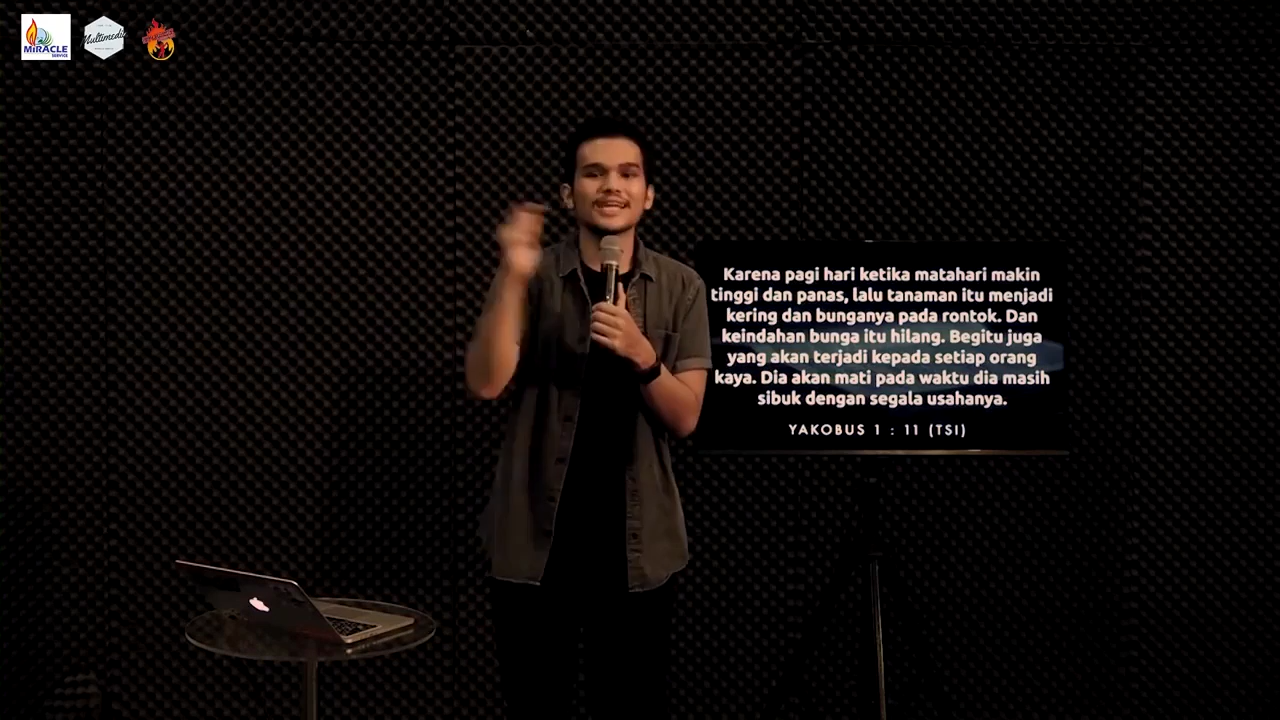 MiRACLE
SERVICE
Multimedia
Karena pagi hari ketika matahari makin
tinggi dan panas, lalu tanaman itu menjadi
kering dan bunganya pada rontok. Dan
keindahan bunga itu hilang. Begitu juga
yang akan terjadi kepada setiap orang
kaya. Dia akan mati pada waktu dia masih
sibuk dengan segala usahanya.
YAKOBUS 1 : 11 (TSI)